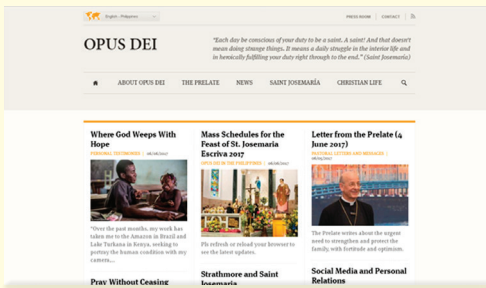 English - Philippines
PRESS ROOM
CONTACT
OPUS DEI
"Each day be conscious of your duty to be a saint. A saint! And that doesn't
mean doing strange things. It means a daily struggle in the interior life and
in heroically fulfilling your duty right through to the end." (Saint Josemaria)
ABOUT OPUS DEI
THE PRELATE
NEWS
SAINT JOSEMARÍA
CHRISTIAN LIFE
Where God Weeps With
Hope
PERSONAL TESTIMONIES
"Over the past months, my work has
taken me to the Amazon in Brazil and
Lake Turkana in Kenya, seeking to
portray the human condition with my
camera....
Pray Without Ceasing
Mass Schedules for the
Feast of St. Josemaria
Escriva 2017
OPUS DEI IN THE PHILIPPINES
Pls refresh or reload your browser to
see the latest updates.
Strathmore and Saint
Josemaria
Letter from the Prelate (4
June 2017)
PASTORAL LETTERS AND MESSAGES
The Prelate writes about the urgent
need to strengthen and protect the
family, with fortitude and optimism.
Social Media and Personal
Relations